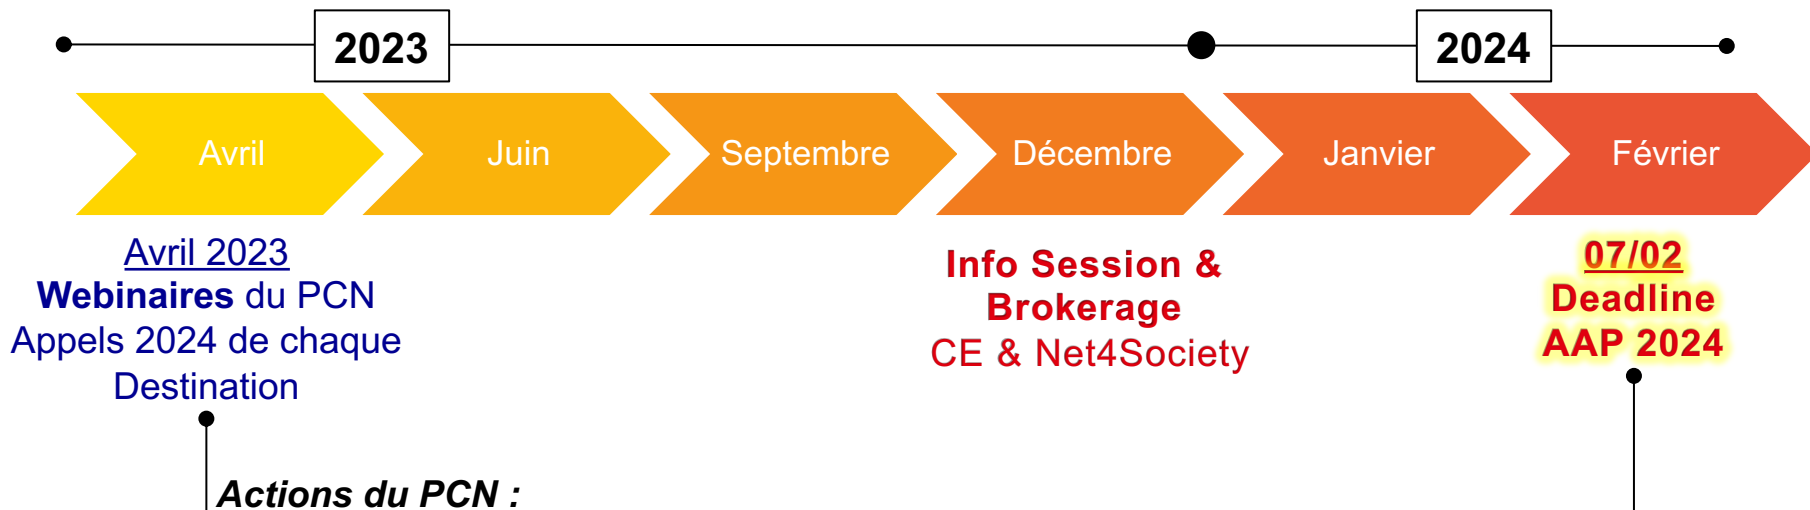 2023
2024
Avril
Juin
Septembre
Décembre
Janvier
Février
Avril 2023
Webinaires du PCN
Appels 2024 de chaque
Destination
Info Session &
Brokerage
CE & Net4Society
07/02
Deadline
AAP 2024
Actions du PCN :